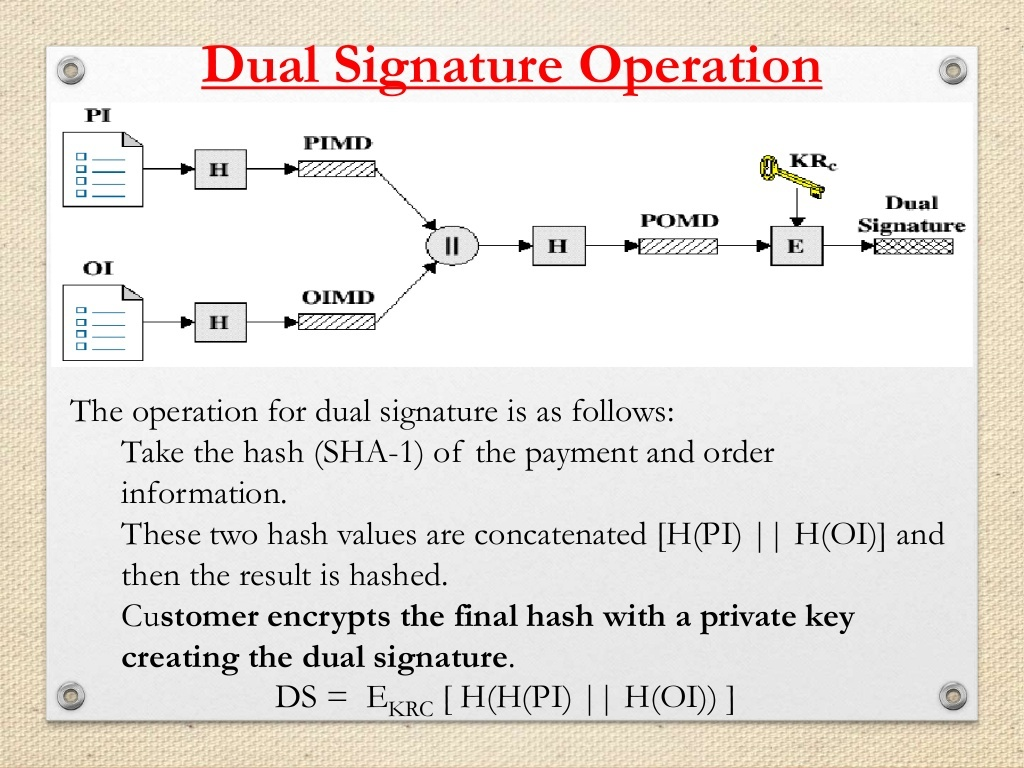 Dual Signature Operation
PI
H
PIMD
KRc
Dual
Signature
POMD
||
H
E
OI
H
OIMD
The operation for dual signature is as follows:
Take the hash (SHA-1) of the payment and order
information.
These two hash values are concatenated [H(PI) || H(OI)] and
then the result is hashed.
Customer encrypts the final hash with a private key
creating the dual signature.
DS = EKRC [ H(H(PI) || H(OI)) ]